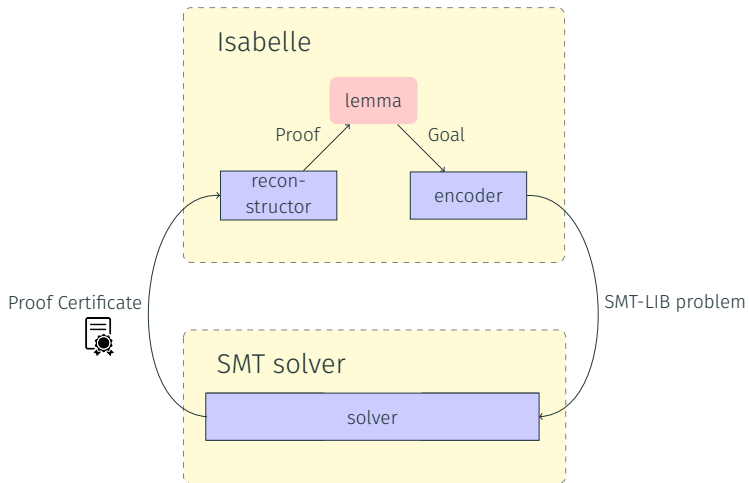 Isabelle
lemma
Proof
Goal
recon-
structor
encoder
Proof Certificate
SMT-LIB problem
SMT solver
solver